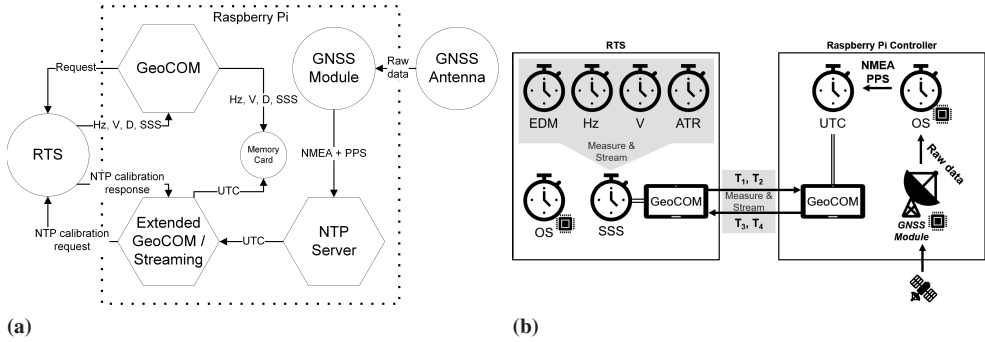 Raspberry Pi
GeoCOM
GNSS
Module
GNSS
Antenna
Request
Raw
data
Hz, V, D, SSS
Hz, V, D, SSS
RTS
Memory
Card
NMEA + PPS
NTP calibration
response
UTC
NTP calibration
request
Extended
GeoCOM /
Streaming
UTC
NTP
Server
(a)
RTS
EDM
Hz
V
ATR
Measure &
Stream
OS
SSS
GeoCOM
T1, T2
Measure &
Stream
T3, T4
Raspberry Pi Controller
NMEA
PPS
UTC
OS
Raw data
GeoCOM
GNSS
Module
(b)